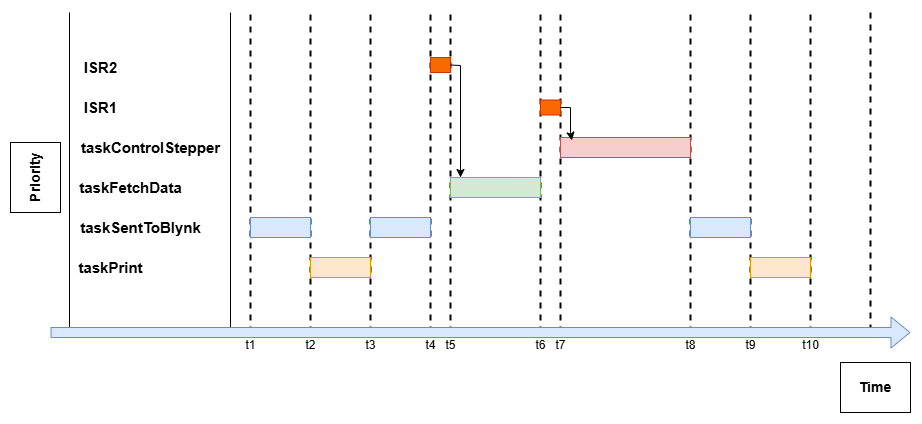 ISR2
ISR1
taskControlStepper
Priority
taskFetchData
taskSentToBlynk
taskPrint
t1 t2 t3 t4 t5 t6 t7 t8 t9 t10
Time